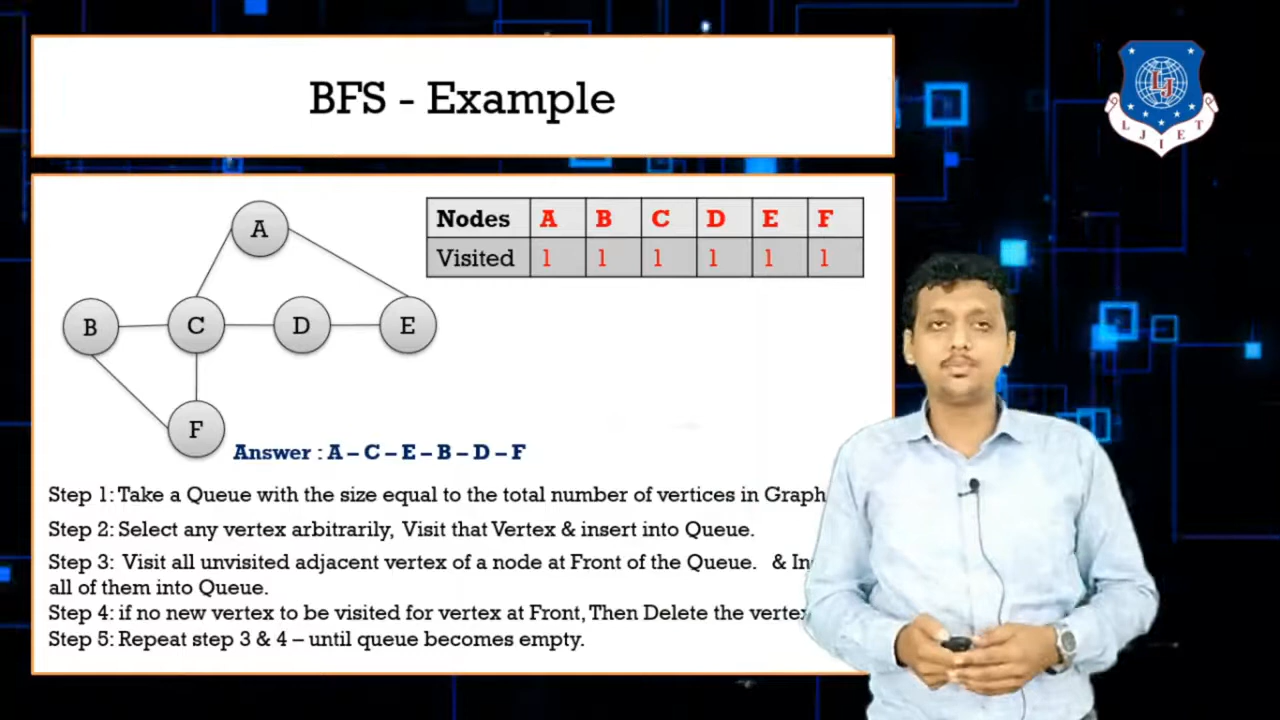 BFS - Example
L J I E T
LJ
A
B
C
D
E
F
Nodes A B C D E F
Visited 1 1 1 1 1 1
Answer : A – C – E – B – D – F
Step 1: Take a Queue with the size equal to the total number of vertices in Graph
Step 2: Select any vertex arbitrarily, Visit that Vertex & insert into Queue.
Step 3: Visit all unvisited adjacent vertex of a node at Front of the Queue. &
all of them into Queue.
Step 4: if no new vertex to be visited for vertex at Front, Then Delete the vertex
Step 5: Repeat step 3 & 4 – until queue becomes empty.